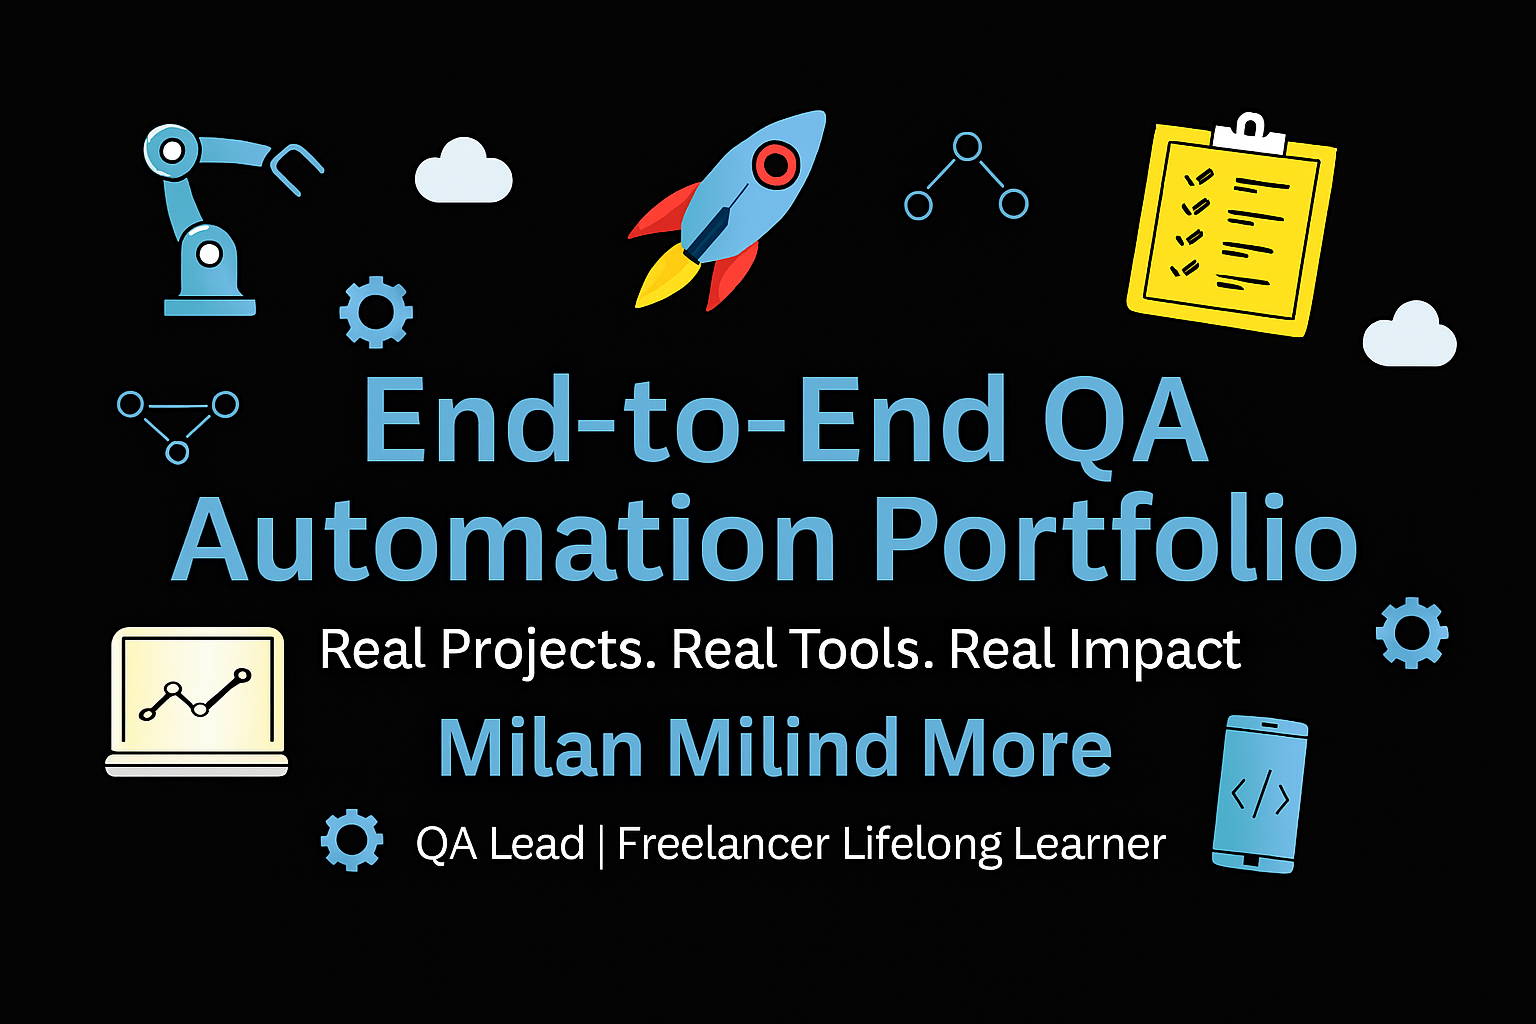 End-to-End QA
Automation Portfolio
Real Projects. Real Tools. Real Impact
Milan Milind More
QA Lead | Freelancer Lifelong Learner
</>